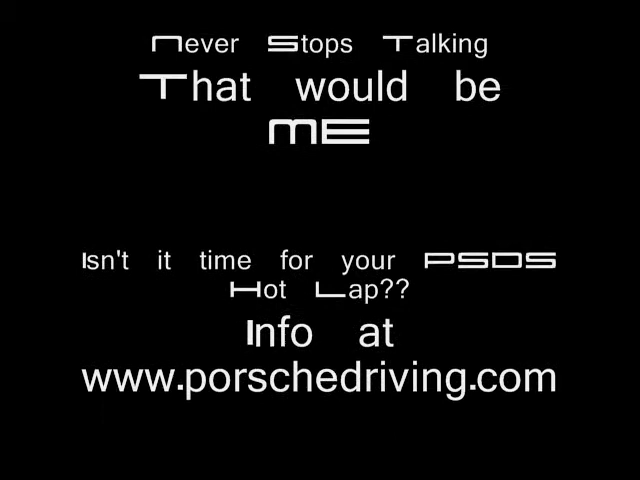 Never Stops Talking
That would be
ME
Isn't it time for your PSDS
Hot Lap??
Info at
www.porschedriving.com